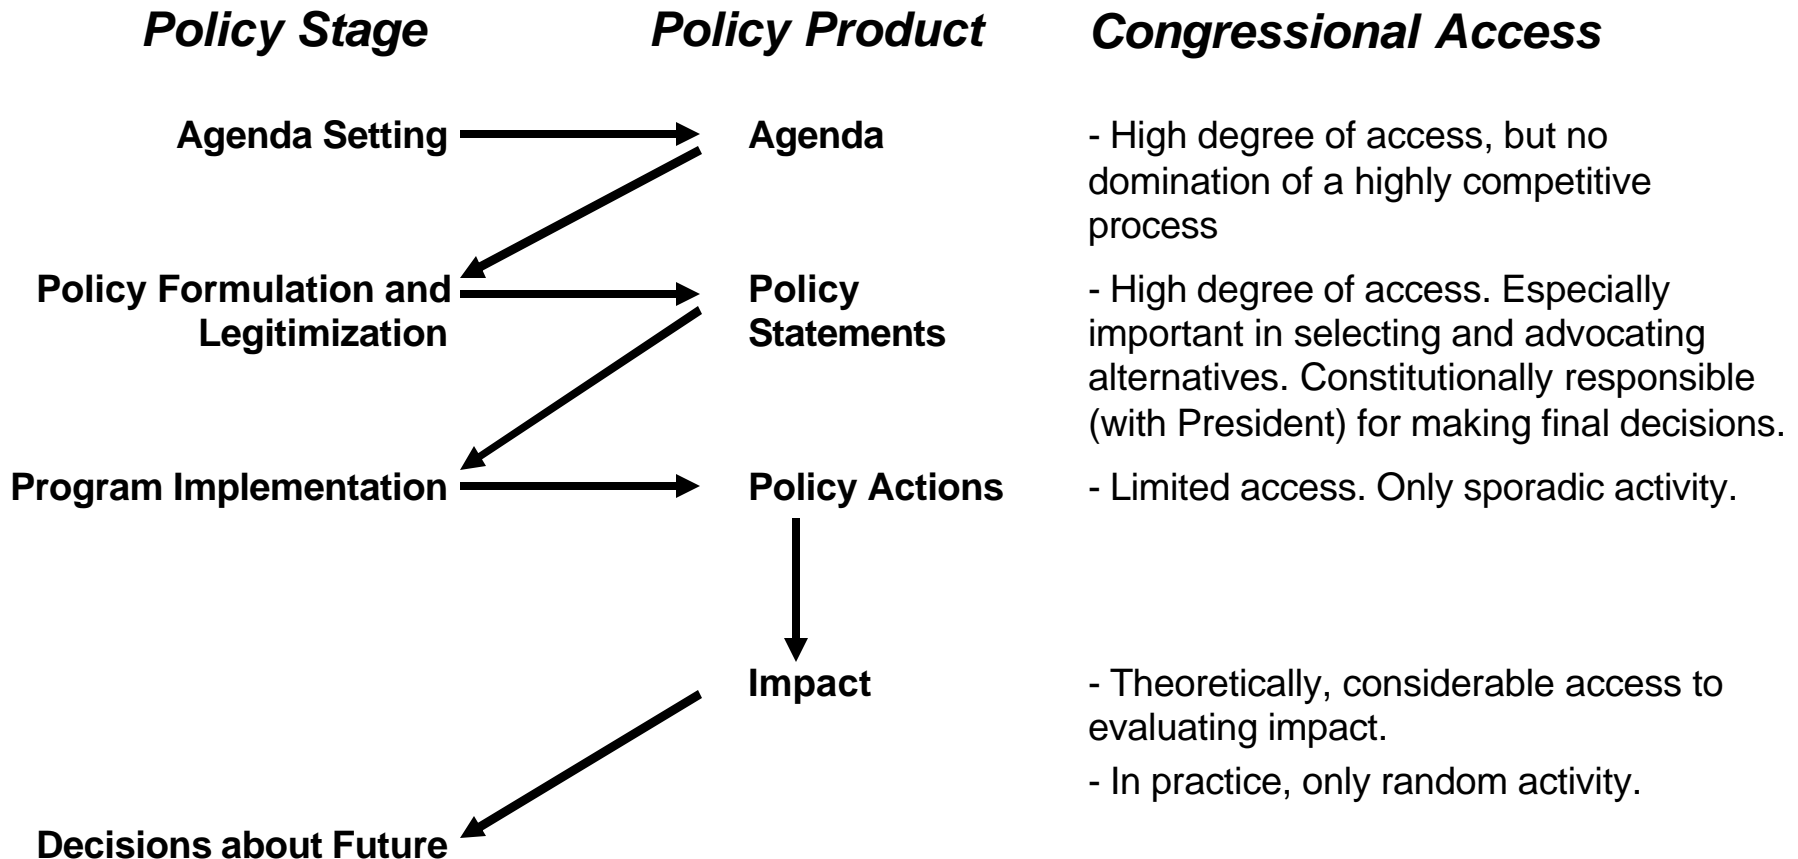 Policy Stage
Policy Product
Congressional Access
Agenda Setting
Agenda
- High degree of access, but no
domination of a highly competitive
process
Policy Formulation and
Legitimization
Policy
Statements
- High degree of access. Especially
important in selecting and advocating
alternatives. Constitutionally responsible
(with President) for making final decisions.
Program Implementation
Policy Actions
- Limited access. Only sporadic activity.
Impact
- Theoretically, considerable access to
evaluating impact.
- In practice, only random activity.
Decisions about Future